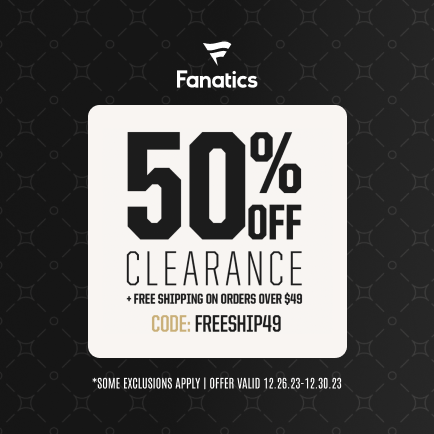 Fanatics
50%
OFF
CLEARANCE
+ FREE SHIPPING ON ORDERS OVER $49
CODE: FREESHIP49
*SOME EXCLUSIONS APPLY | OFFER VALID 12.26.23-12.30.23